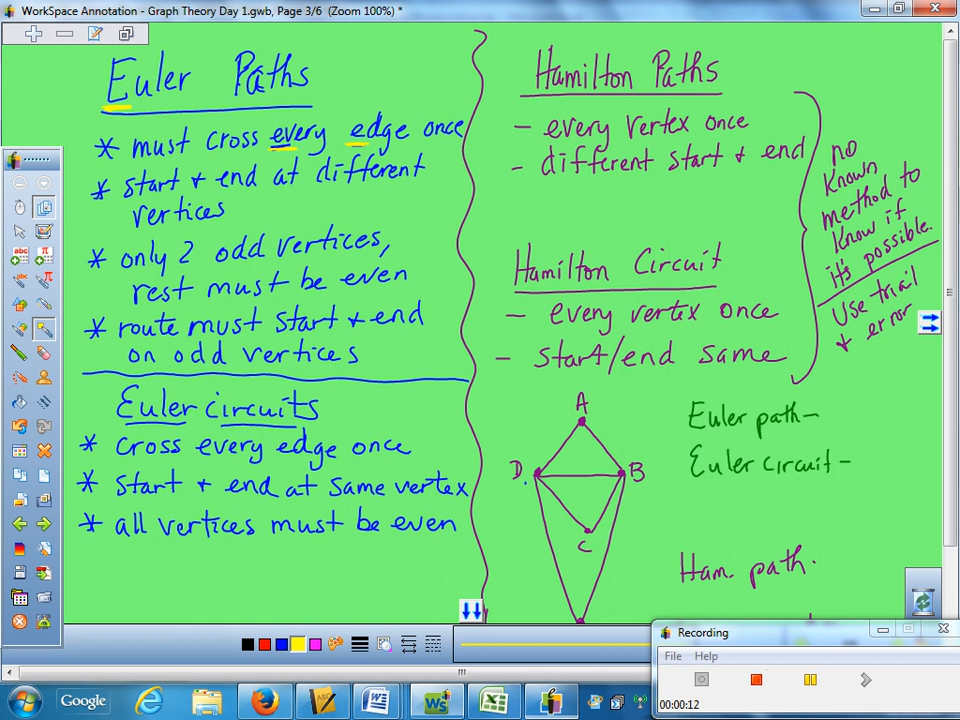 WorkSpace Annotation - Graph Theory Day 1.gwb, Page 3/6 (Zoom 100%) *
Euler Paths
* must cross every edge once
* start + end at different
vertices
* only 2 odd vertices,
rest must be even
* route must start + end
on odd vertices
Euler circuits
* cross every edge once
* start + end at same vertex
* all vertices must be even
Hamilton Paths
- every vertex once
- different start + end
Hamilton Circuit
- every vertex once
- start/end same
no
known
method to
know if
it's possible.
Use trial
+ error
A
D
B
C
Euler path-
Euler circuit-
Ham. path.
abc
π
Recording
File Help
00:00:12
Google
9:23 AM